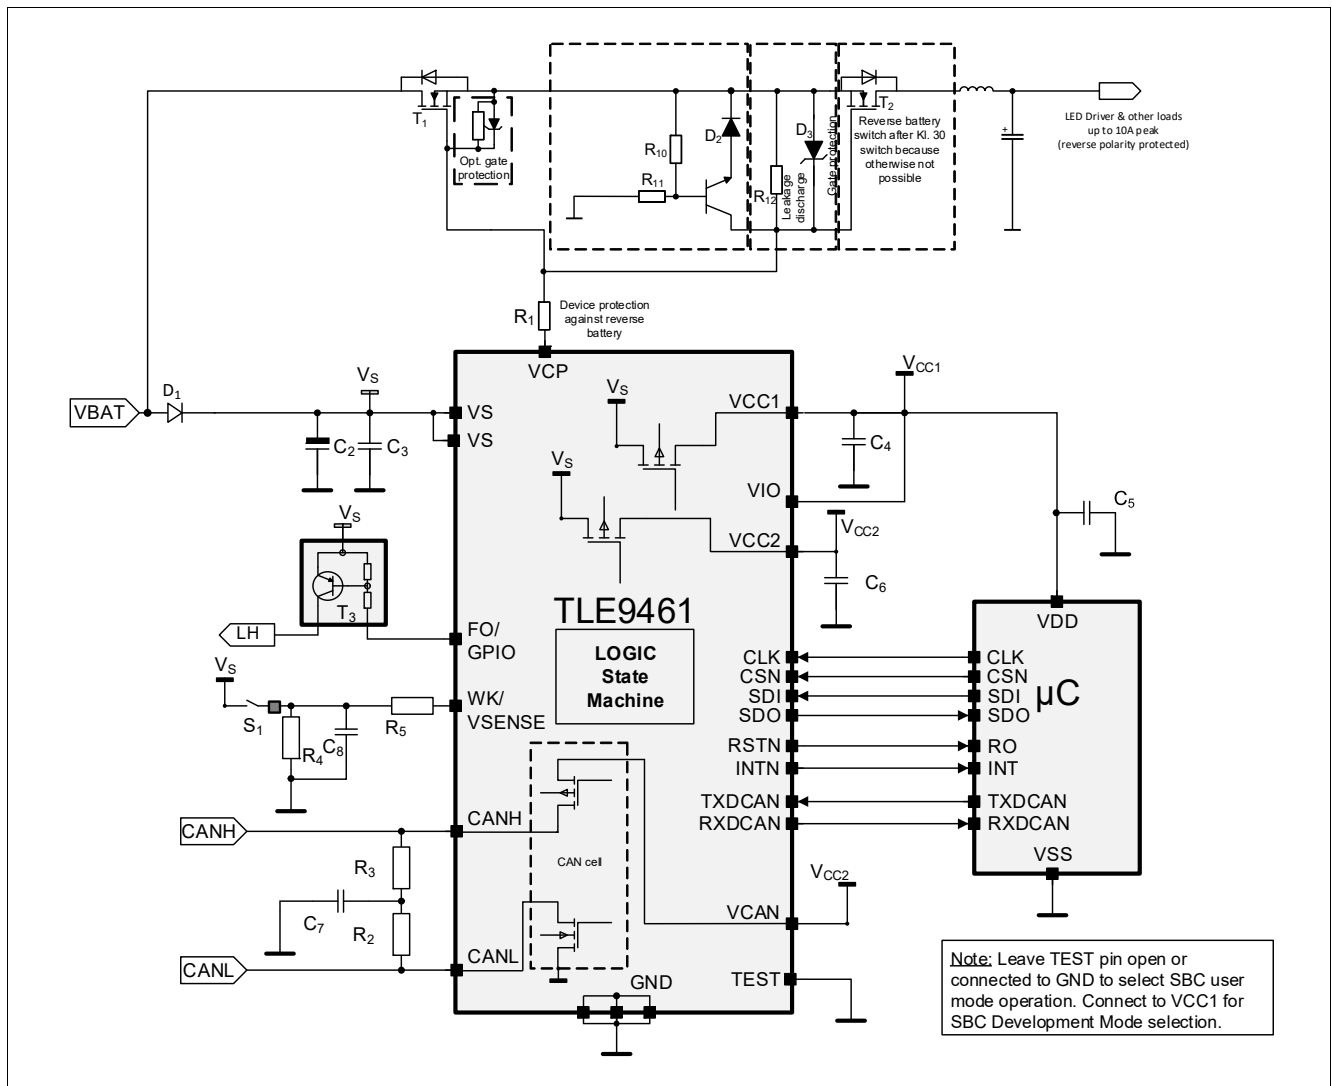 T1
Opt. gate
protection
R10
R11
D2
R12
Leakage
discharge
D3
Gate protection
T2
Reverse battery
switch after Kl. 30
switch because
otherwise not
possible
+
LED Driver & other loads
up to 10A peak
(reverse polarity protected)
R1
Device protection
against reverse
battery
VCP
VBAT
D1
VS
C2
C3
VS
VS
VS
VS
VCC1
VCC1
C4
VIO
VCC2
VCC2
C6
C5
VS
T3
LH
FO/
GPIO
TLE9461
LOGIC
State
Machine
VS
S1
R4
C8
R5
WK/
VSENSE
CLK
CSN
SDI
SDO
RSTN
INTN
TXDCAN
RXDCAN
VDD
CLK
CSN
SDI
SDO
µC
RO
INT
TXDCAN
RXDCAN
VSS
CANH
CANH
R3
C7
R2
CANL
CANL
CAN cell
VCC2
VCAN
TEST
GND
Note: Leave TEST pin open or
connected to GND to select SBC user
mode operation. Connect to VCC1 for
SBC Development Mode selection.